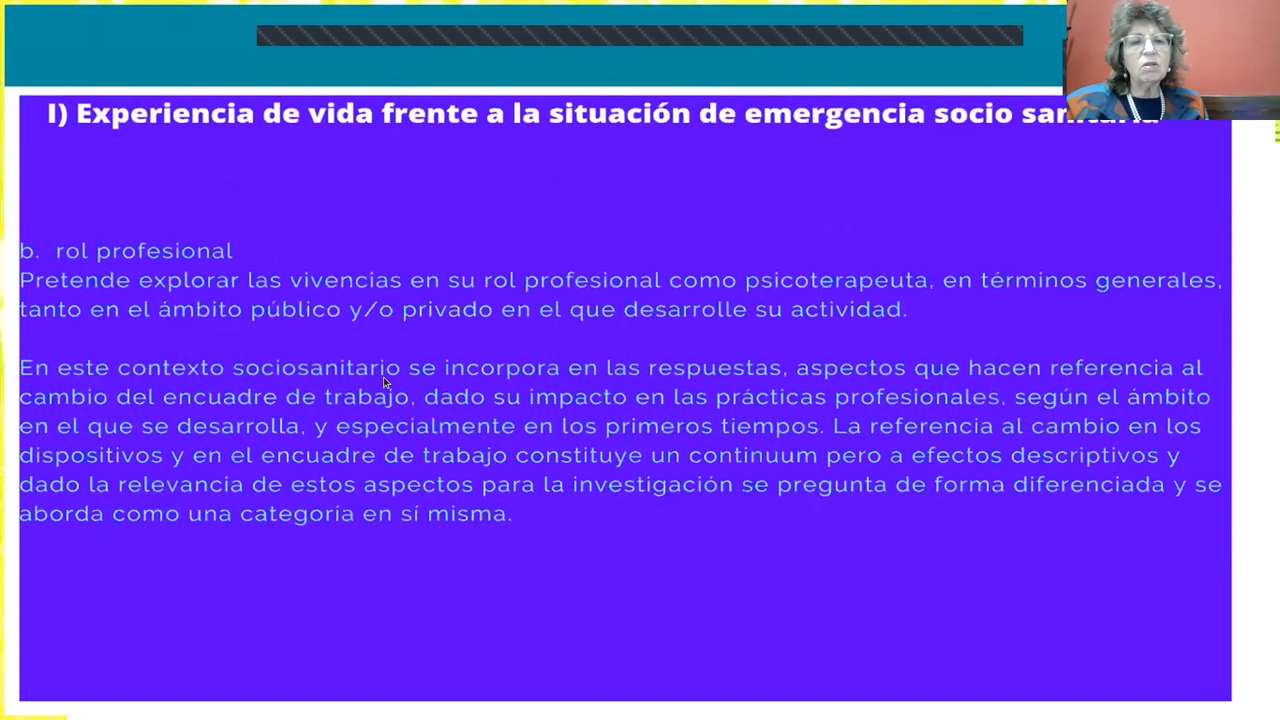 I) Experiencia de vida frente a la situación de emergencia socio sanitaria
b. rol profesional
Pretende explorar las vivencias en su rol profesional como psicoterapeuta, en términos generales,
tanto en el ámbito público y/o privado en el que desarrolle su actividad.
En este contexto sociosanitario se incorpora en las respuestas, aspectos que hacen referencia al
cambio del encuadre de trabajo, dado su impacto en las prácticas profesionales, según el ámbito
en el que se desarrolla, y especialmente en los primeros tiempos. La referencia al cambio en los
dispositivos y en el encuadre de trabajo constituye un continuum pero a efectos descriptivos y
dado la relevancia de estos aspectos para la investigación se pregunta de forma diferenciada y se
aborda como una categoría en sí misma.